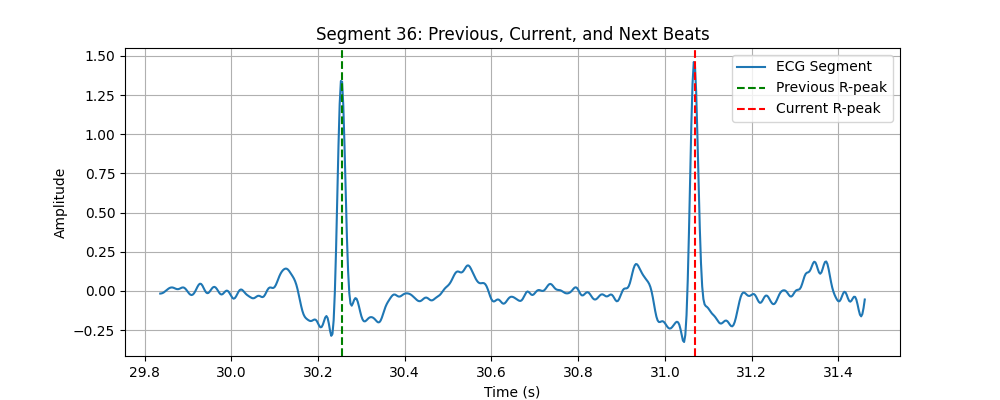 Segment 36: Previous, Current, and Next Beats
ECG Segment
Previous R-peak
Current R-peak
1.50
1.25
1.00
0.75
0.50
0.25
0.00
−0.25
Amplitude
29.8 30.0 30.2 30.4 30.6 30.8 31.0 31.2 31.4
Time (s)